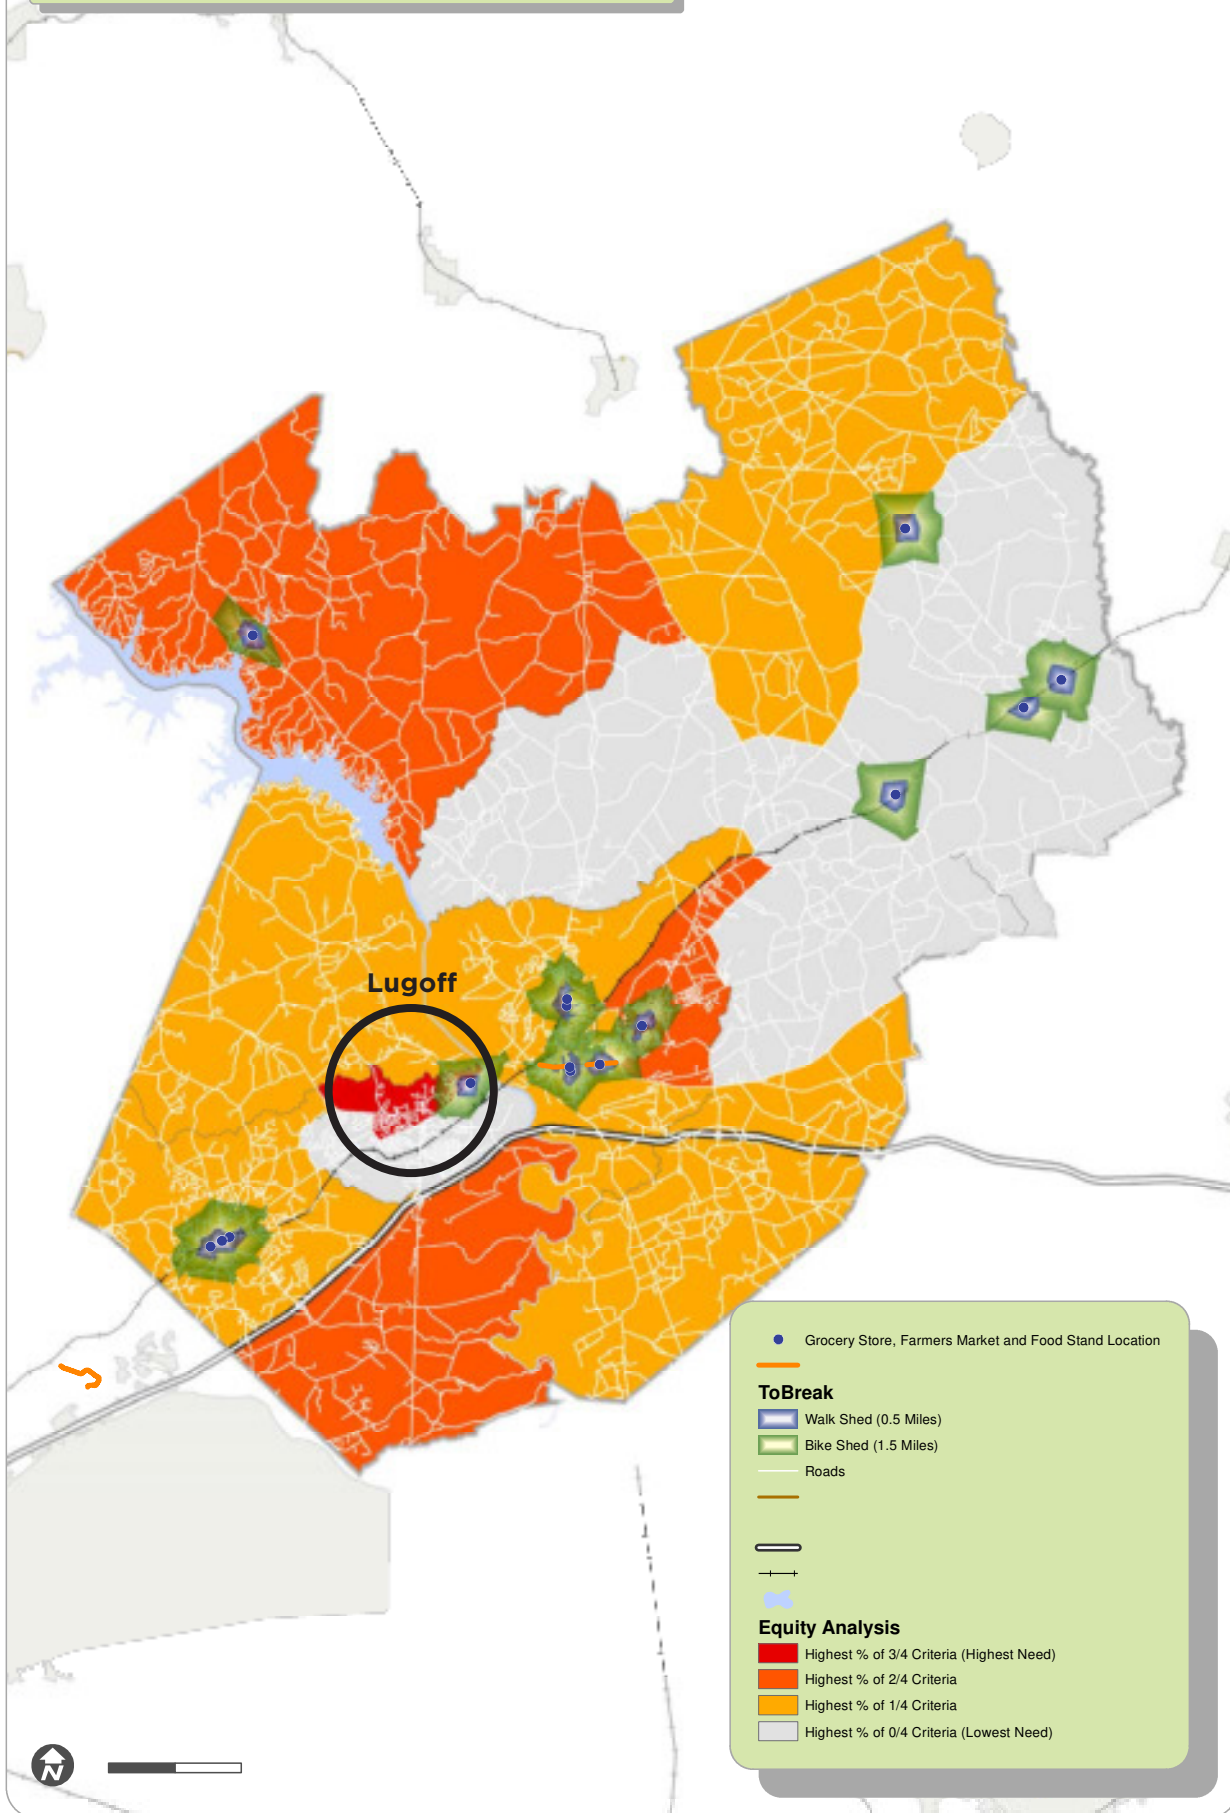 Lugoff
Grocery Store, Farmers Market and Food Stand Location
ToBreak
Walk Shed (0.5 Miles)
Bike Shed (1.5 Miles)
Roads
Equity Analysis
Highest % of 3/4 Criteria (Highest Need)
Highest % of 2/4 Criteria
Highest % of 1/4 Criteria
Highest % of 0/4 Criteria (Lowest Need)
N